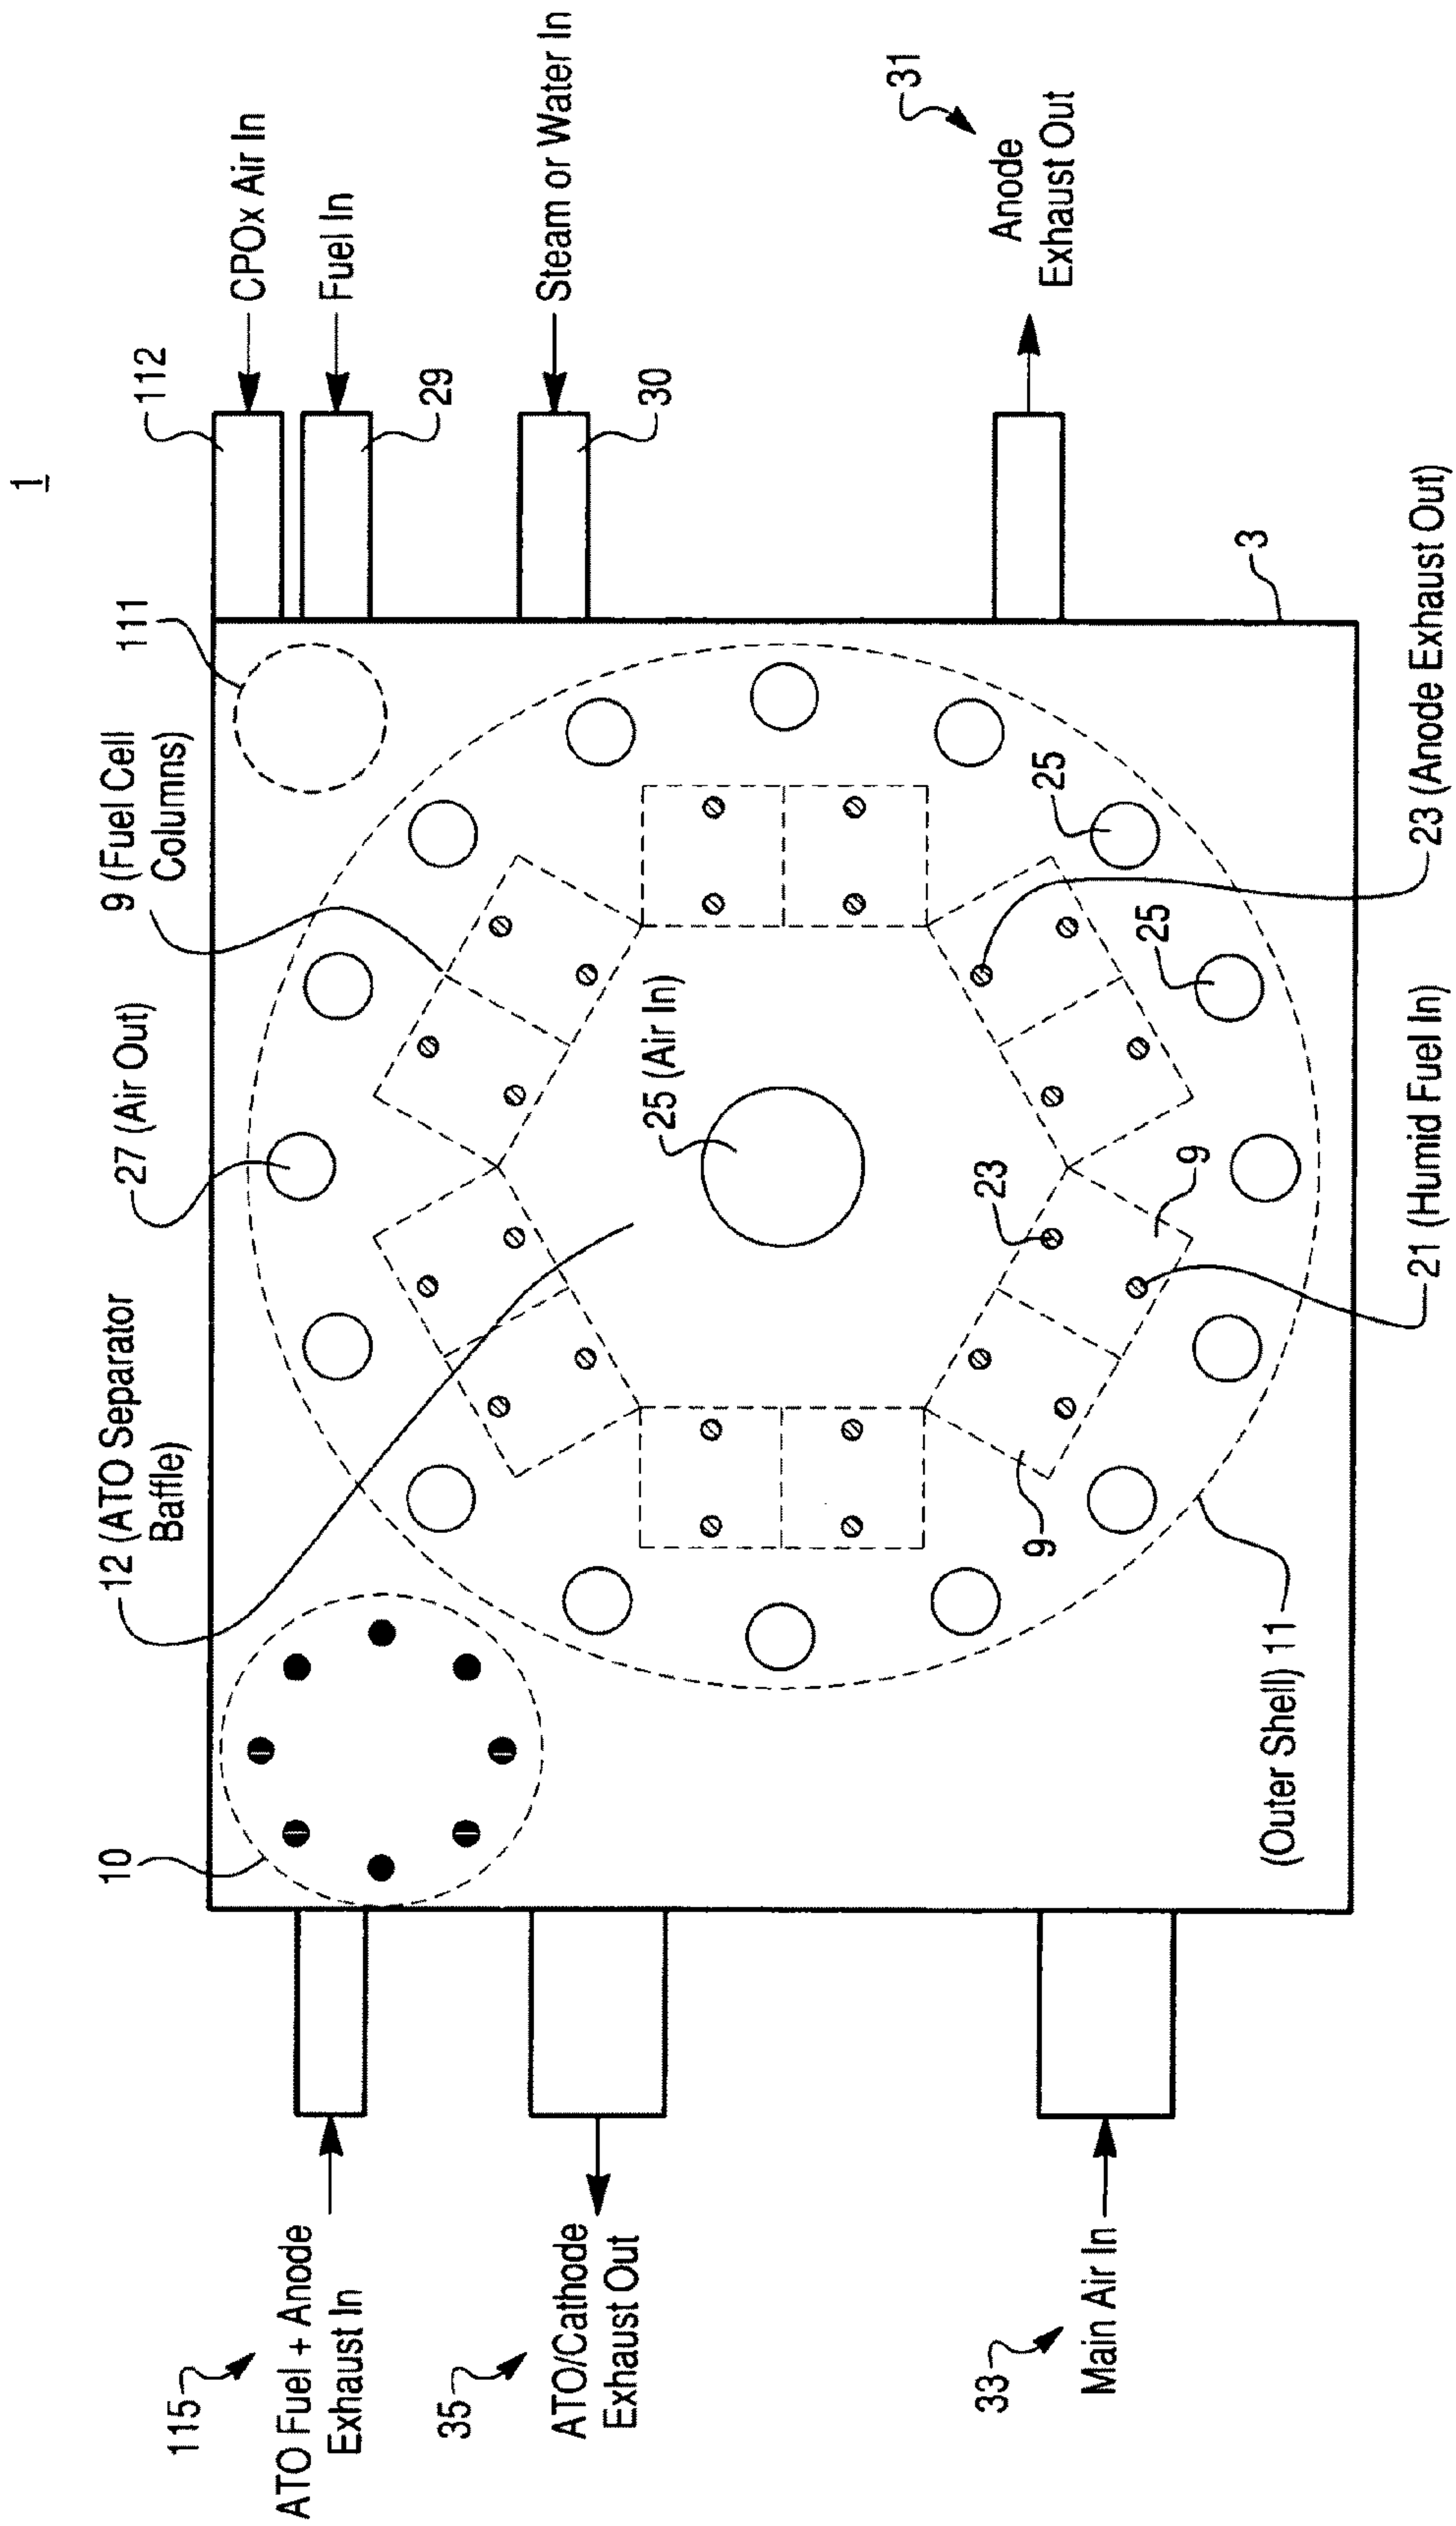 1
115
ATO Fuel + Anode
Exhaust In
35
ATO/Cathode
Exhaust Out
33
Main Air In
10
12 (ATO Separator
Baffle)
27 (Air Out)
9 (Fuel Cell
Columns)
111
112
CPOx Air In
29
Fuel In
30
Steam or Water In
31
Anode
Exhaust Out
3
25 (Air In)
25
25
23
9
9
(Outer Shell) 11
21 (Humid Fuel In)
23 (Anode Exhaust Out)